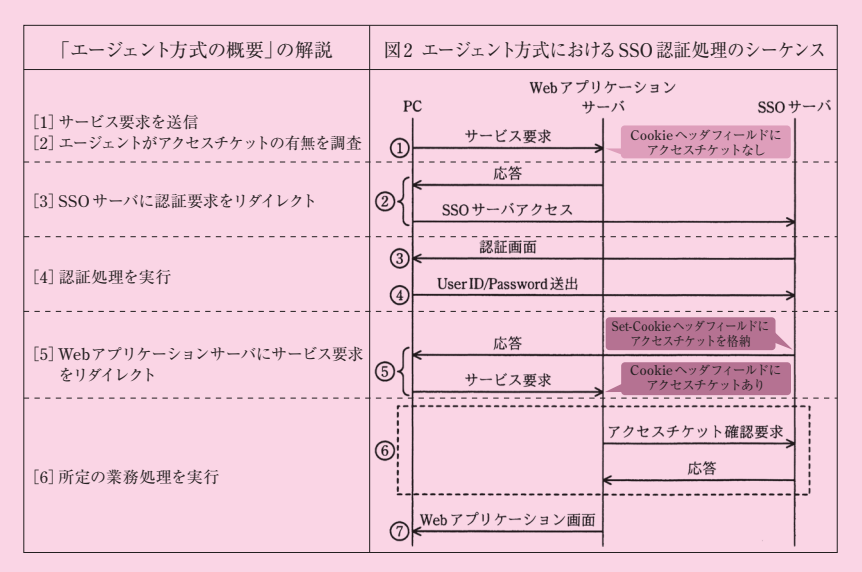 「エージェント方式の概要」の解説
図2 エージェント方式におけるSSO認証処理のシーケンス
[1] サービス要求を送信
[2] エージェントがアクセスチケットの有無を調査
[3] SSOサーバに認証要求をリダイレクト
[4] 認証処理を実行
[5] Webアプリケーションサーバにサービス要求
をリダイレクト
[6] 所定の業務処理を実行
PC
Webアプリケーション
サーバ
SSOサーバ
① サービス要求
Cookieヘッダフィールドに
アクセスチケットなし
応答
②
SSOサーバアクセス
認証画面
③
User ID/Password送出
④
Set-Cookieヘッダフィールドに
アクセスチケットを格納
応答
⑤
サービス要求
Cookieヘッダフィールドに
アクセスチケットあり
アクセスチケット確認要求
⑥
応答
Webアプリケーション画面
⑦